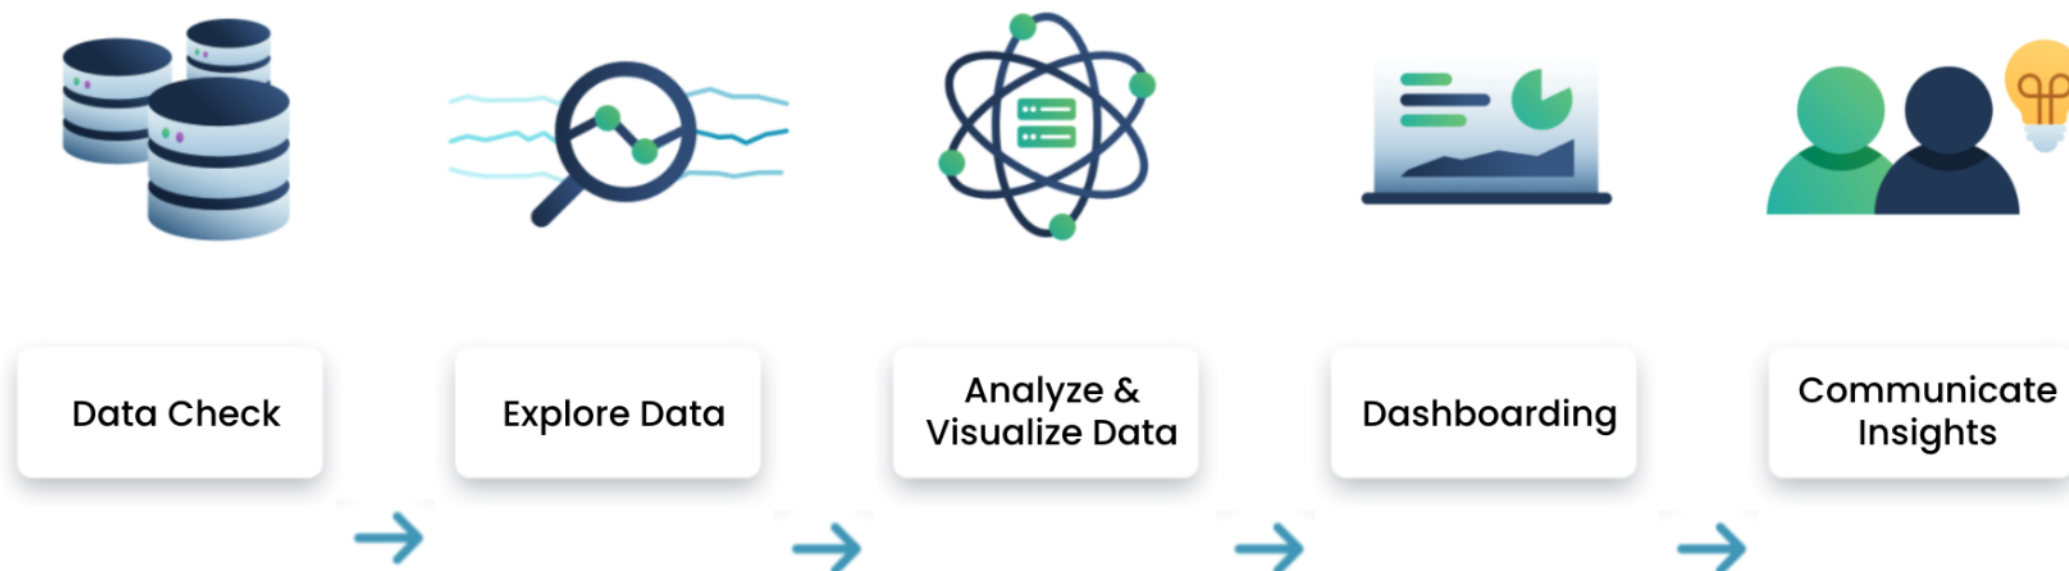 Data Check
Explore Data
Analyze &
Visualize Data
Dashboarding
Communicate
Insights